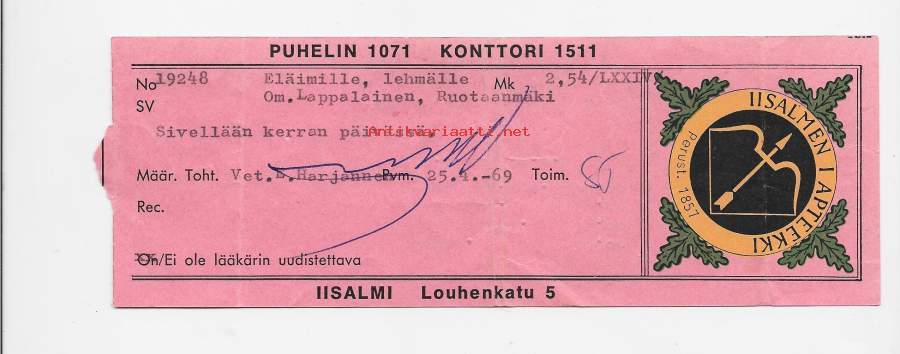 PUHELIN 1071 KONTTORI 1511
No 19248 Eläimille, lehmälle Mk 2,54/LXXIV
SV Om.Lappalainen, Ruotaanmäki
Sivellään kerran
Antikvariaatti.net
Määr. Toht. Vet.E.Harjanne Pvm. 25.4.-69 Toim.
Rec.
On/Ei ole lääkärin uudistettava
IISALMI Louhenkatu 5
IISALMEN I APTEEKKI
Perust. 1857